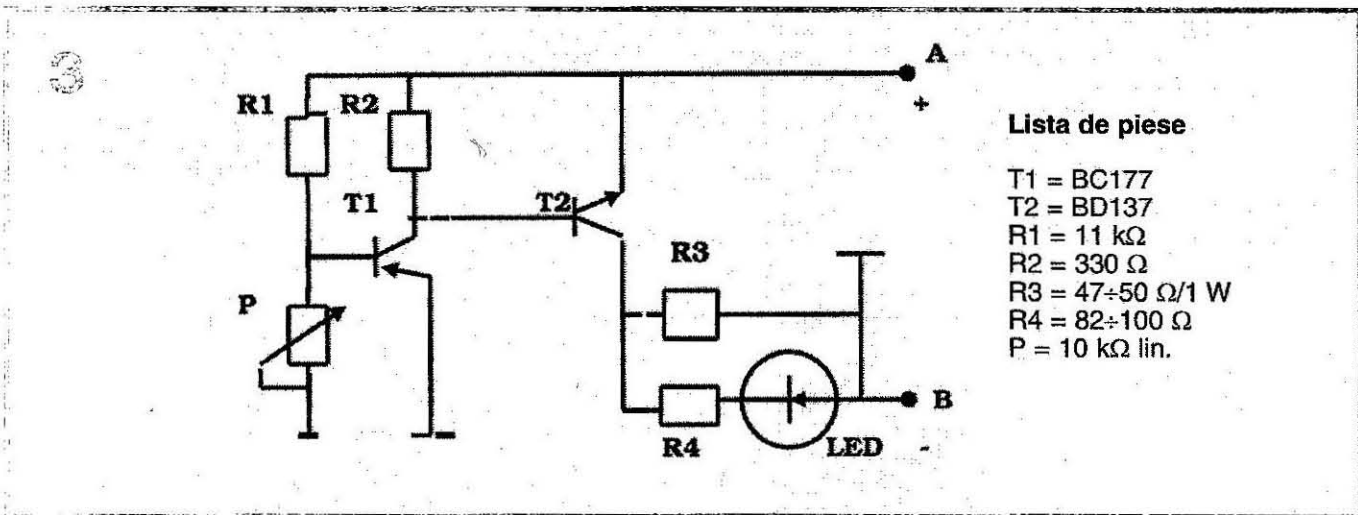 3
A
R1
R2
+
T1
T2
R3
P
B
R4
LED
-
Lista de piese
T1 = BC177
T2 = BD137
R1 = 11 kΩ
R2 = 330 Ω
R3 = 47÷50 Ω/1 W
R4 = 82÷100 Ω
P = 10 kΩ lin.